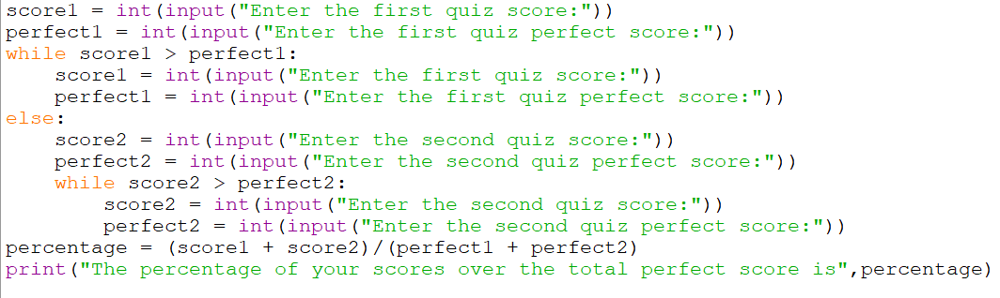 score1 = int(input("Enter the first quiz score:"))
perfect1 = int(input("Enter the first quiz perfect score:"))
while score1 > perfect1:
    score1 = int(input("Enter the first quiz score:"))
    perfect1 = int(input("Enter the first quiz perfect score:"))
else:
    score2 = int(input("Enter the second quiz score:"))
    perfect2 = int(input("Enter the second quiz perfect score:"))
    while score2 > perfect2:
        score2 = int(input("Enter the second quiz score:"))
        perfect2 = int(input("Enter the second quiz perfect score:"))
percentage = (score1 + score2)/(perfect1 + perfect2)
print("The percentage of your scores over the total perfect score is",percentage)